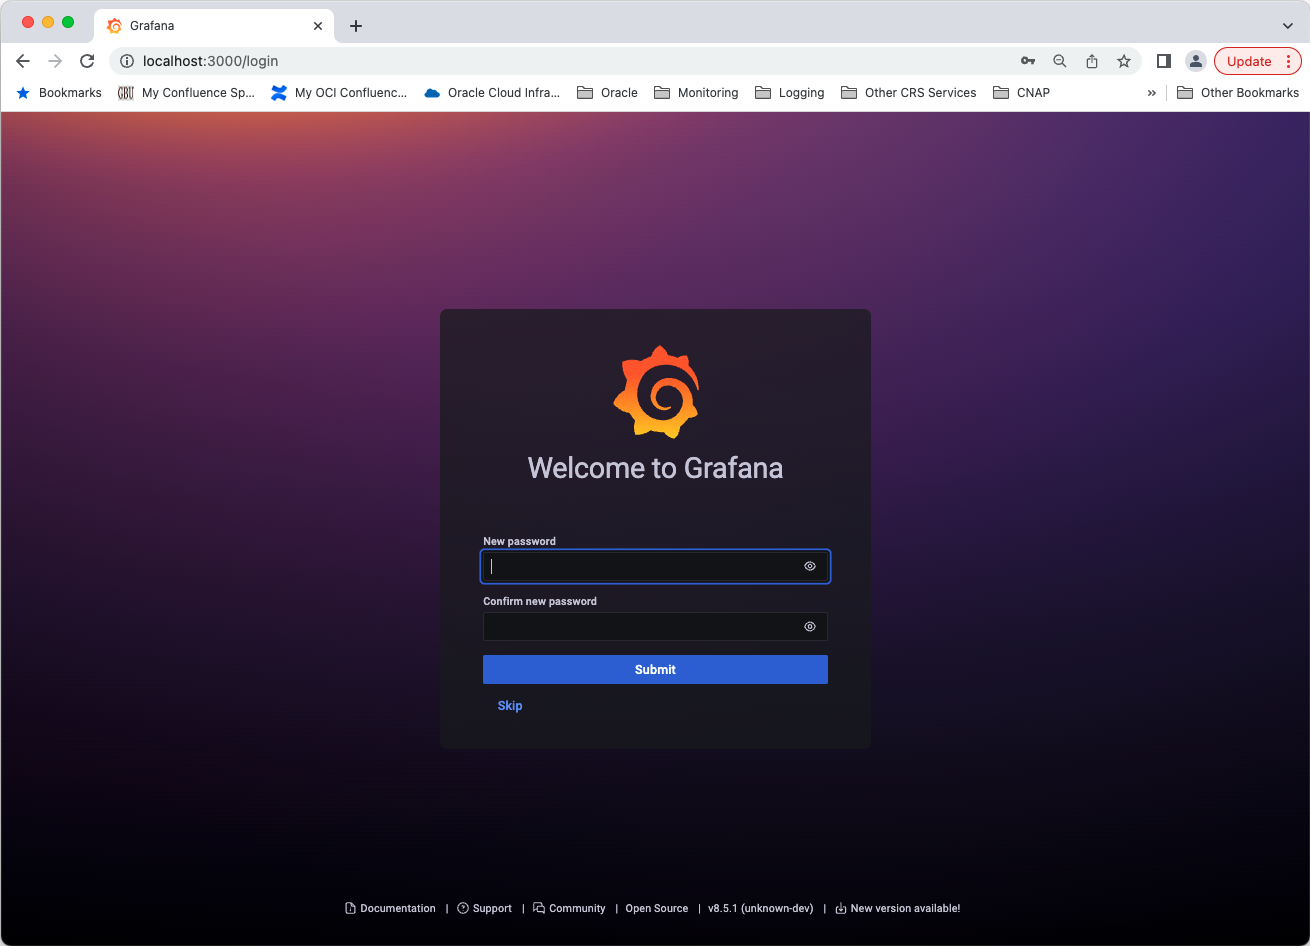 Grafana
localhost:3000/login
Update
Bookmarks
My Confluence Sp...
My OCI Confluenc...
Oracle Cloud Infra...
Oracle
Monitoring
Logging
Other CRS Services
CNAP
»
Other Bookmarks
Welcome to Grafana
New password
Confirm new password
Submit
Skip
Documentation | Support | Community | Open Source | v8.5.1 (unknown-dev) | New version available!